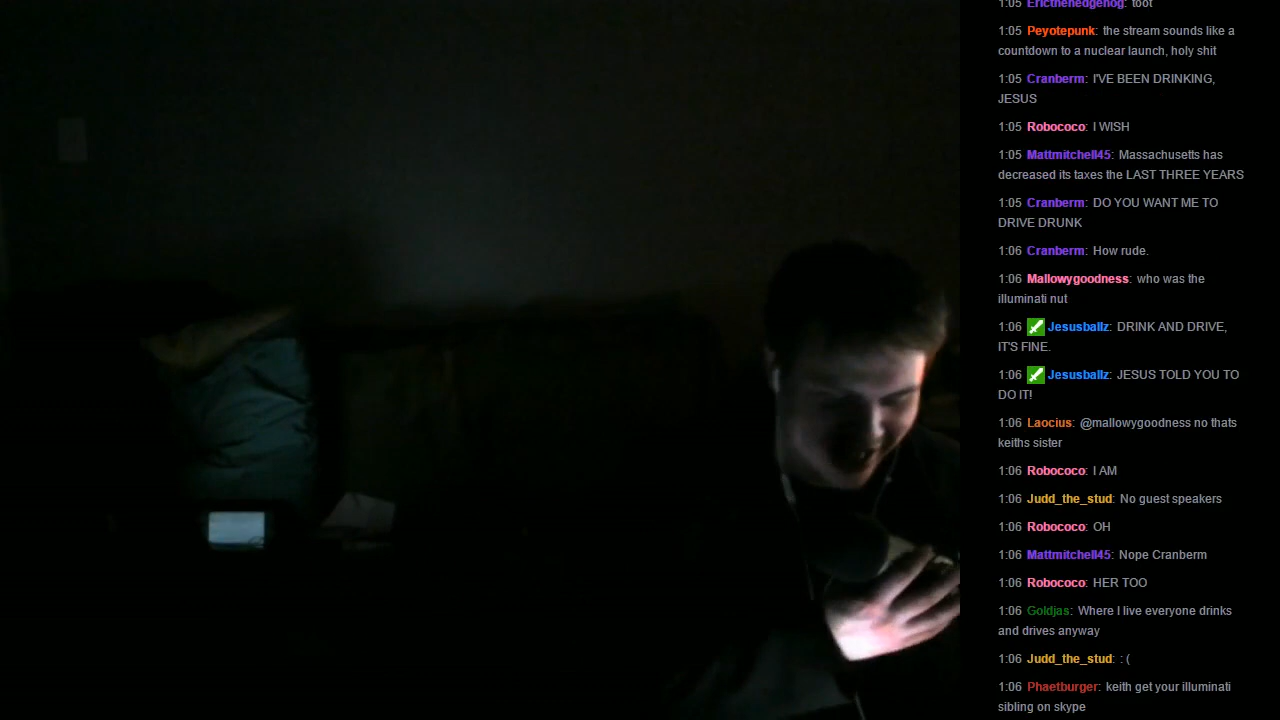 1:05 Ericthehedgehog: toot
1:05 Peyotepunk: the stream sounds like a
countdown to a nuclear launch, holy shit
1:05 Cranberm: I'VE BEEN DRINKING,
JESUS
1:05 Robococo: I WISH
1:05 Mattmitchell45: Massachusetts has
decreased its taxes the LAST THREE YEARS
1:05 Cranberm: DO YOU WANT ME TO
DRIVE DRUNK
1:06 Cranberm: How rude.
1:06 Mallowygoodness: who was the
illuminati nut
1:06 Jesusballz: DRINK AND DRIVE,
IT'S FINE.
1:06 Jesusballz: JESUS TOLD YOU TO
DO IT!
1:06 Laocius: @mallowygoodness no thats
keiths sister
1:06 Robococo: I AM
1:06 Judd_the_stud: No guest speakers
1:06 Robococo: OH
1:06 Mattmitchell45: Nope Cranberm
1:06 Robococo: HER TOO
1:06 Goldjas: Where I live everyone drinks
and drives anyway
1:06 Judd_the_stud: : (
1:06 Phaetburger: keith get your illuminati
sibling on skype